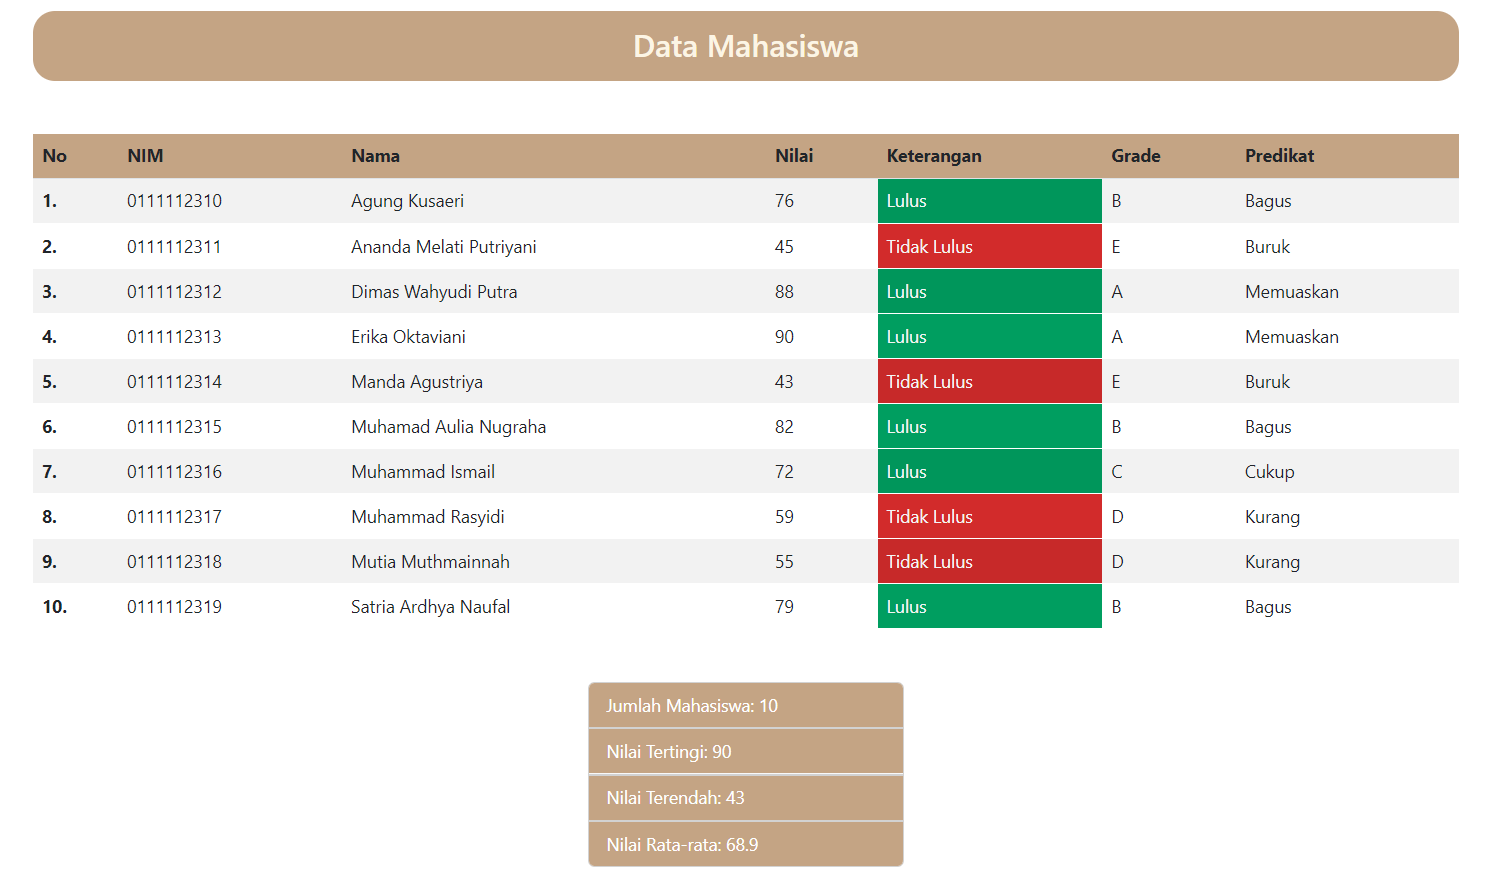 Data Mahasiswa
No NIM Nama Nilai Keterangan Grade Predikat
1. 0111112310 Agung Kusaeri 76 Lulus B Bagus
2. 0111112311 Ananda Melati Putriyani 45 Tidak Lulus E Buruk
3. 0111112312 Dimas Wahyudi Putra 88 Lulus A Memuaskan
4. 0111112313 Erika Oktaviani 90 Lulus A Memuaskan
5. 0111112314 Manda Agustriya 43 Tidak Lulus E Buruk
6. 0111112315 Muhamad Aulia Nugraha 82 Lulus B Bagus
7. 0111112316 Muhammad Ismail 72 Lulus C Cukup
8. 0111112317 Muhammad Rasyidi 59 Tidak Lulus D Kurang
9. 0111112318 Mutia Muthmainnah 55 Tidak Lulus D Kurang
10. 0111112319 Satria Ardhya Naufal 79 Lulus B Bagus
Jumlah Mahasiswa: 10
Nilai Tertingi: 90
Nilai Terendah: 43
Nilai Rata-rata: 68.9